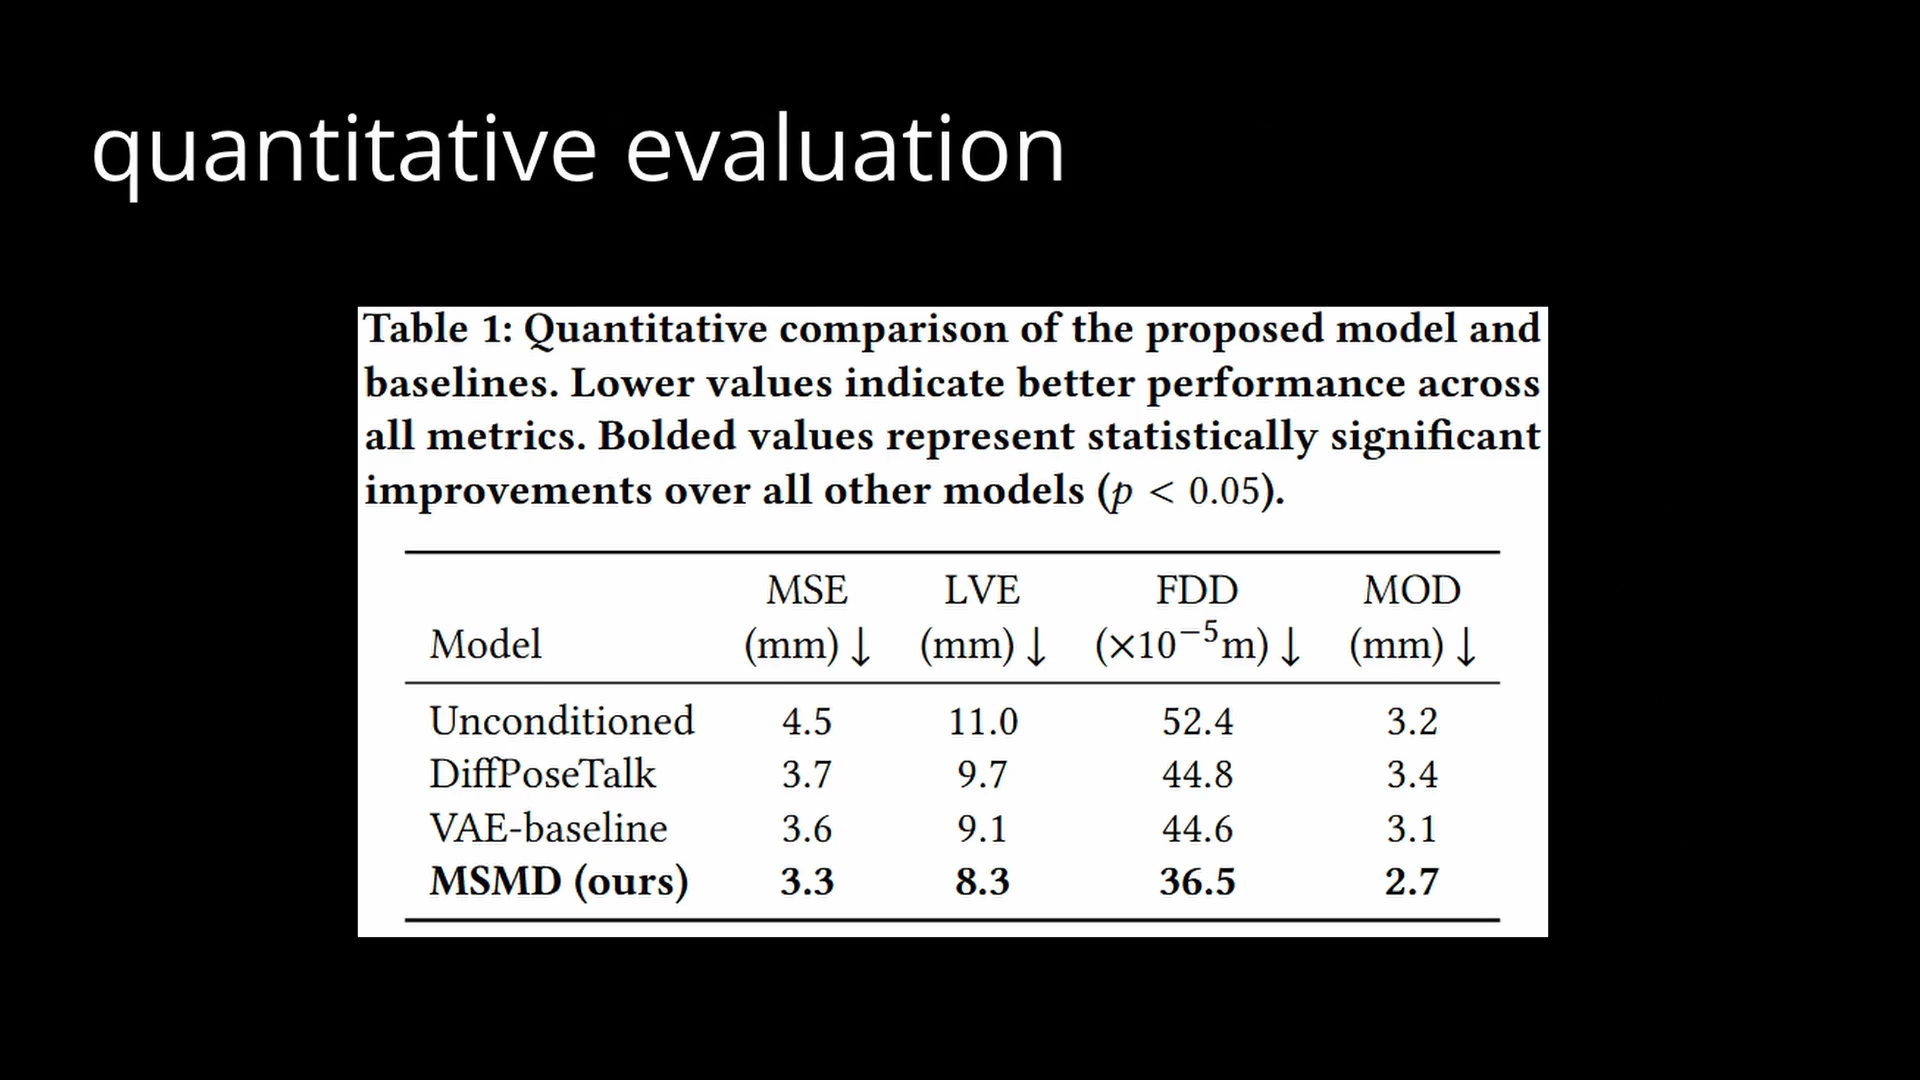 quantitative evaluation
Table 1: Quantitative comparison of the proposed model and
baselines. Lower values indicate better performance across
all metrics. Bolded values represent statistically significant
improvements over all other models (p < 0.05).
MSE LVE FDD MOD
Model (mm) ↓ (mm) ↓ (×10⁻⁵m) ↓ (mm) ↓
Unconditioned 4.5 11.0 52.4 3.2
DiffPoseTalk 3.7 9.7 44.8 3.4
VAE-baseline 3.6 9.1 44.6 3.1
MSMD (ours) 3.3 8.3 36.5 2.7